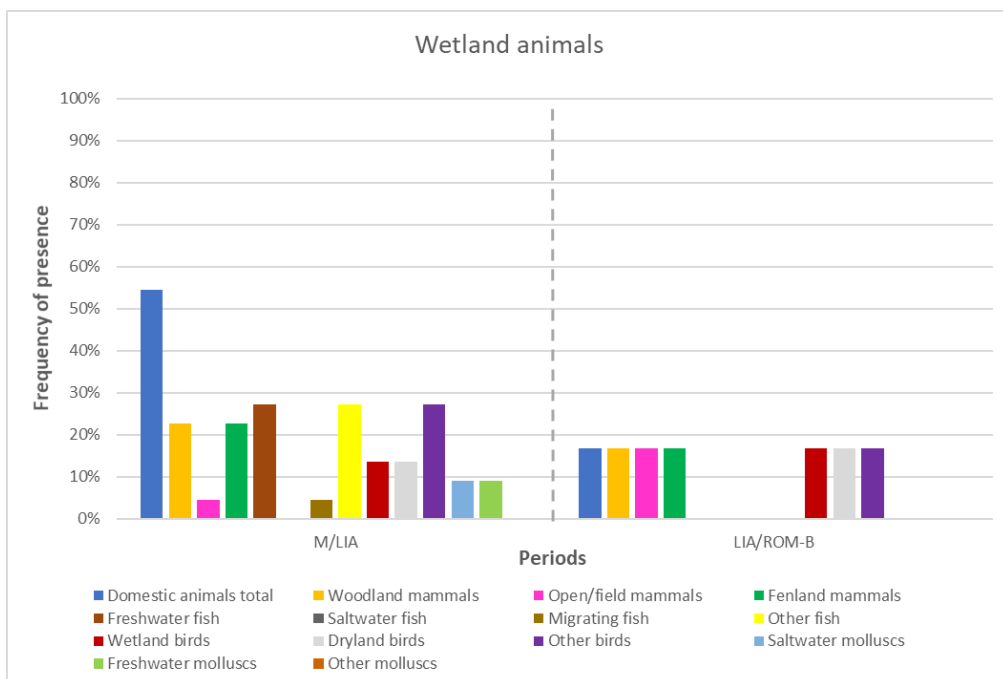 Wetland animals
100%
90%
80%
70%
60%
50%
40%
30%
20%
10%
0%
Frequency of presence
M/LIA LIA/ROM-B
Periods
Domestic animals total Woodland mammals Open/field mammals Fenland mammals
Freshwater fish Saltwater fish Migrating fish Other fish
Wetland birds Dryland birds Other birds Saltwater molluscs
Freshwater molluscs Other molluscs